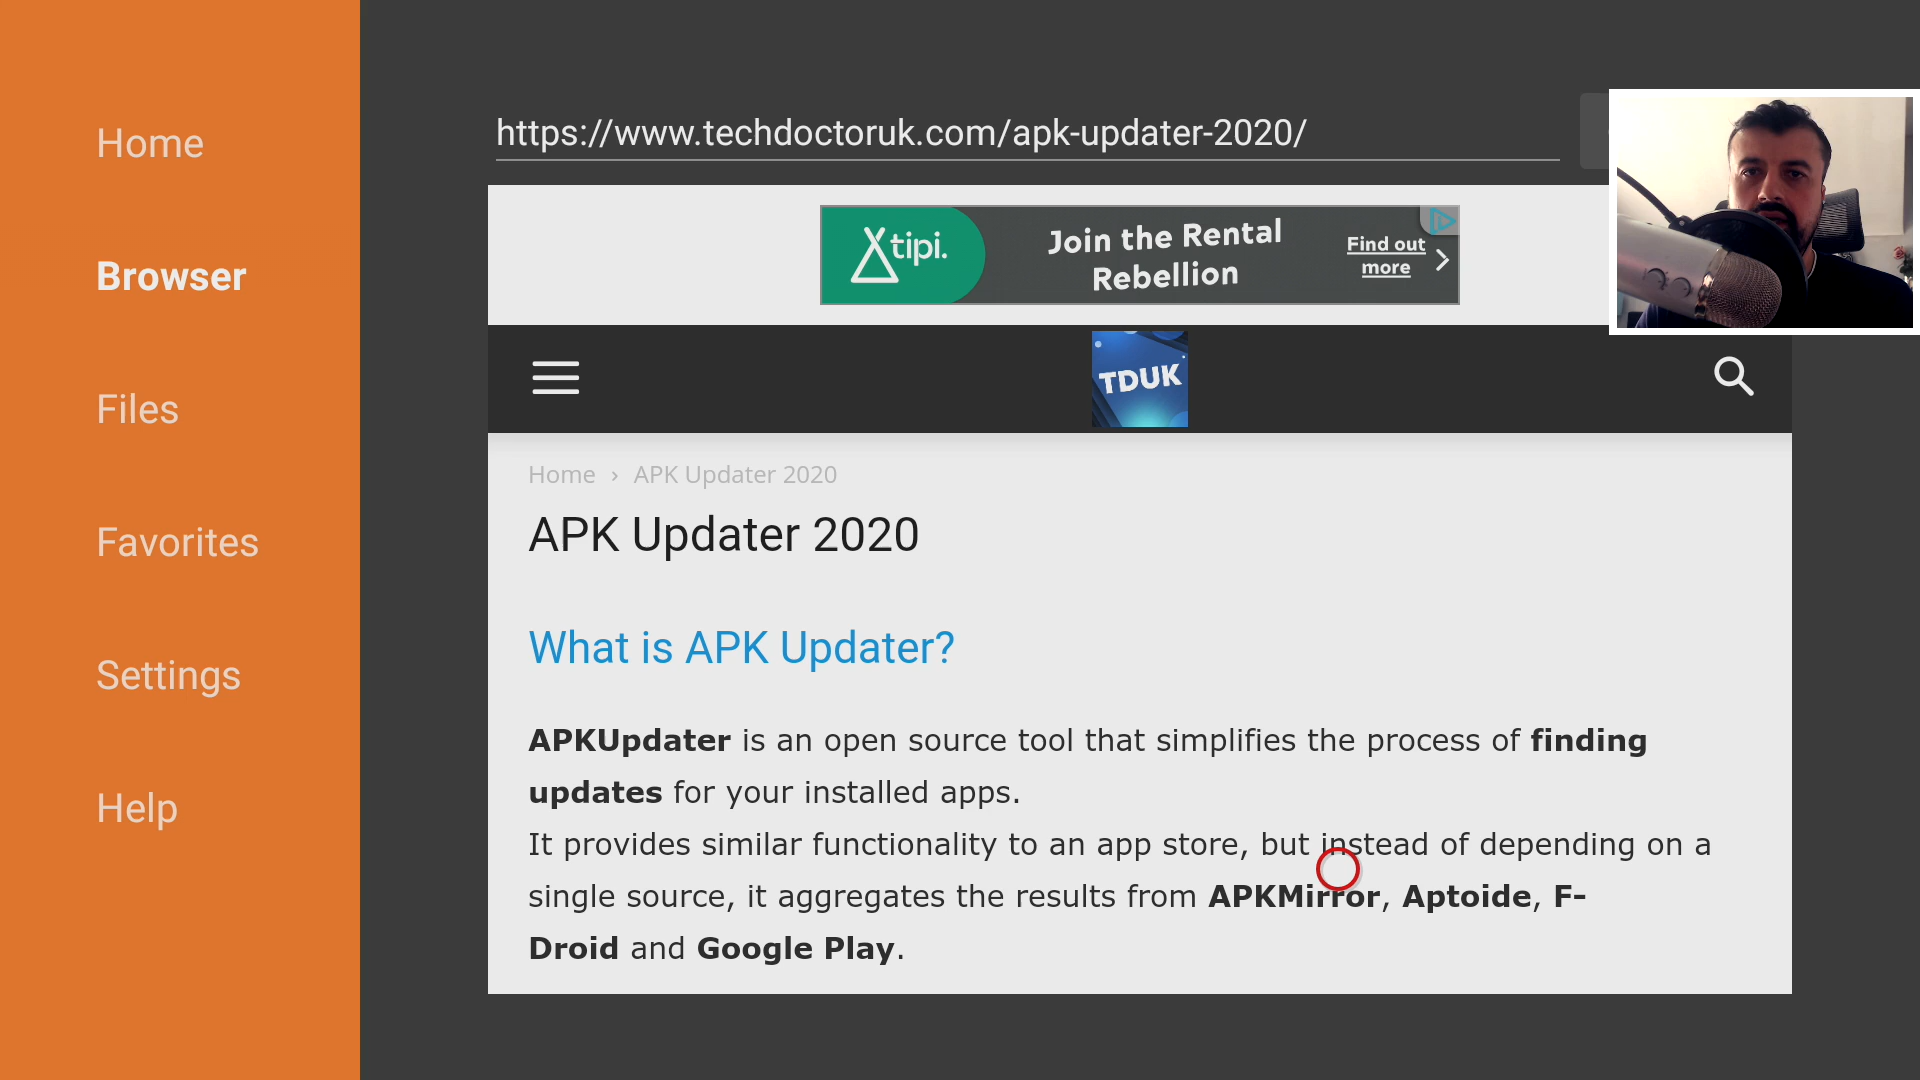 Home
Browser
Files
Favorites
Settings
Help
https://www.techdoctoruk.com/apk-updater-2020/
tipi.
Join the Rental
Rebellion
Find out
more
TDUK
Home › APK Updater 2020
APK Updater 2020
What is APK Updater?
APKUpdater is an open source tool that simplifies the process of finding
updates for your installed apps.
It provides similar functionality to an app store, but instead of depending on a
single source, it aggregates the results from APKMirror, Aptoide, F-
Droid and Google Play.